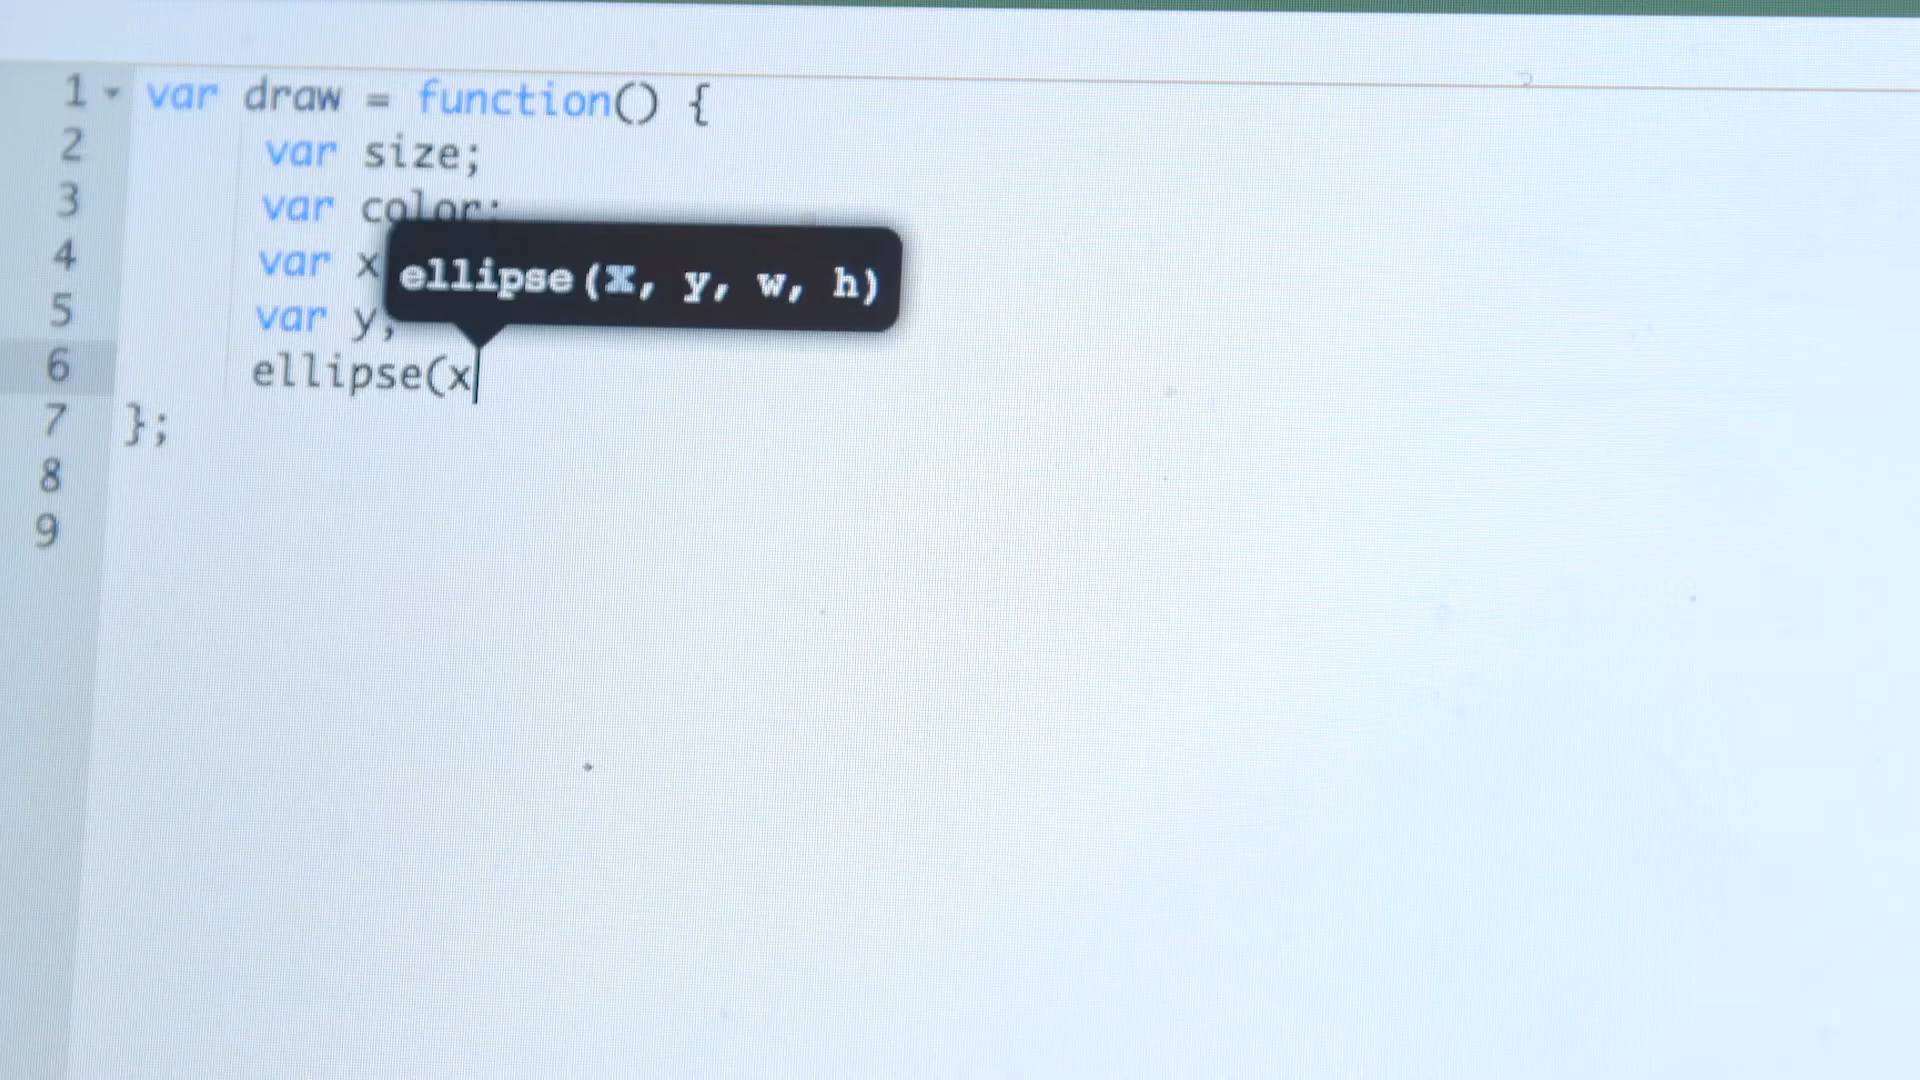 1 var draw = function() {
2 var size;
3 var color;
4 var x
ellipse(x, y, w, h)
5 var y;
6 ellipse(x
7 };
8
9